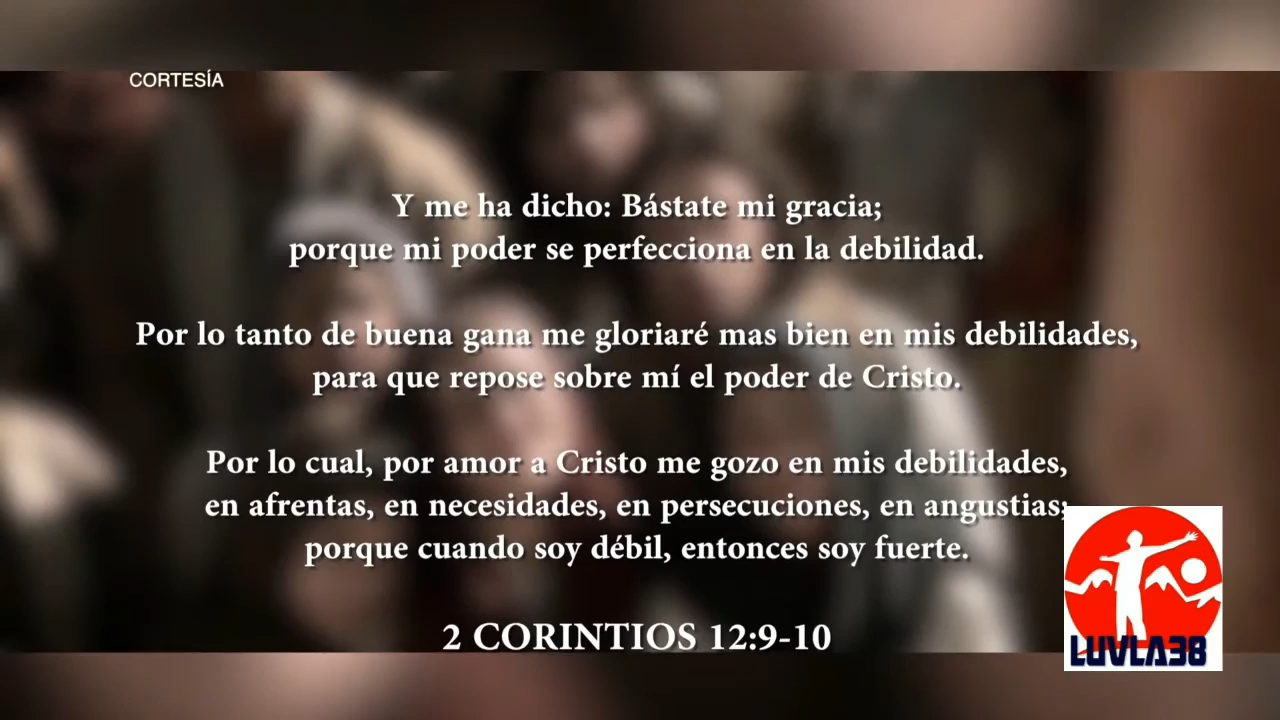 CORTESÍA
Y me ha dicho: Bástate mi gracia;
porque mi poder se perfecciona en la debilidad.
Por lo tanto de buena gana me gloriaré mas bien en mis debilidades,
para que repose sobre mí el poder de Cristo.
Por lo cual, por amor a Cristo me gozo en mis debilidades,
en afrentas, en necesidades, en persecuciones, en angustias;
porque cuando soy débil, entonces soy fuerte.
2 CORINTIOS 12:9-10
LUVLA38